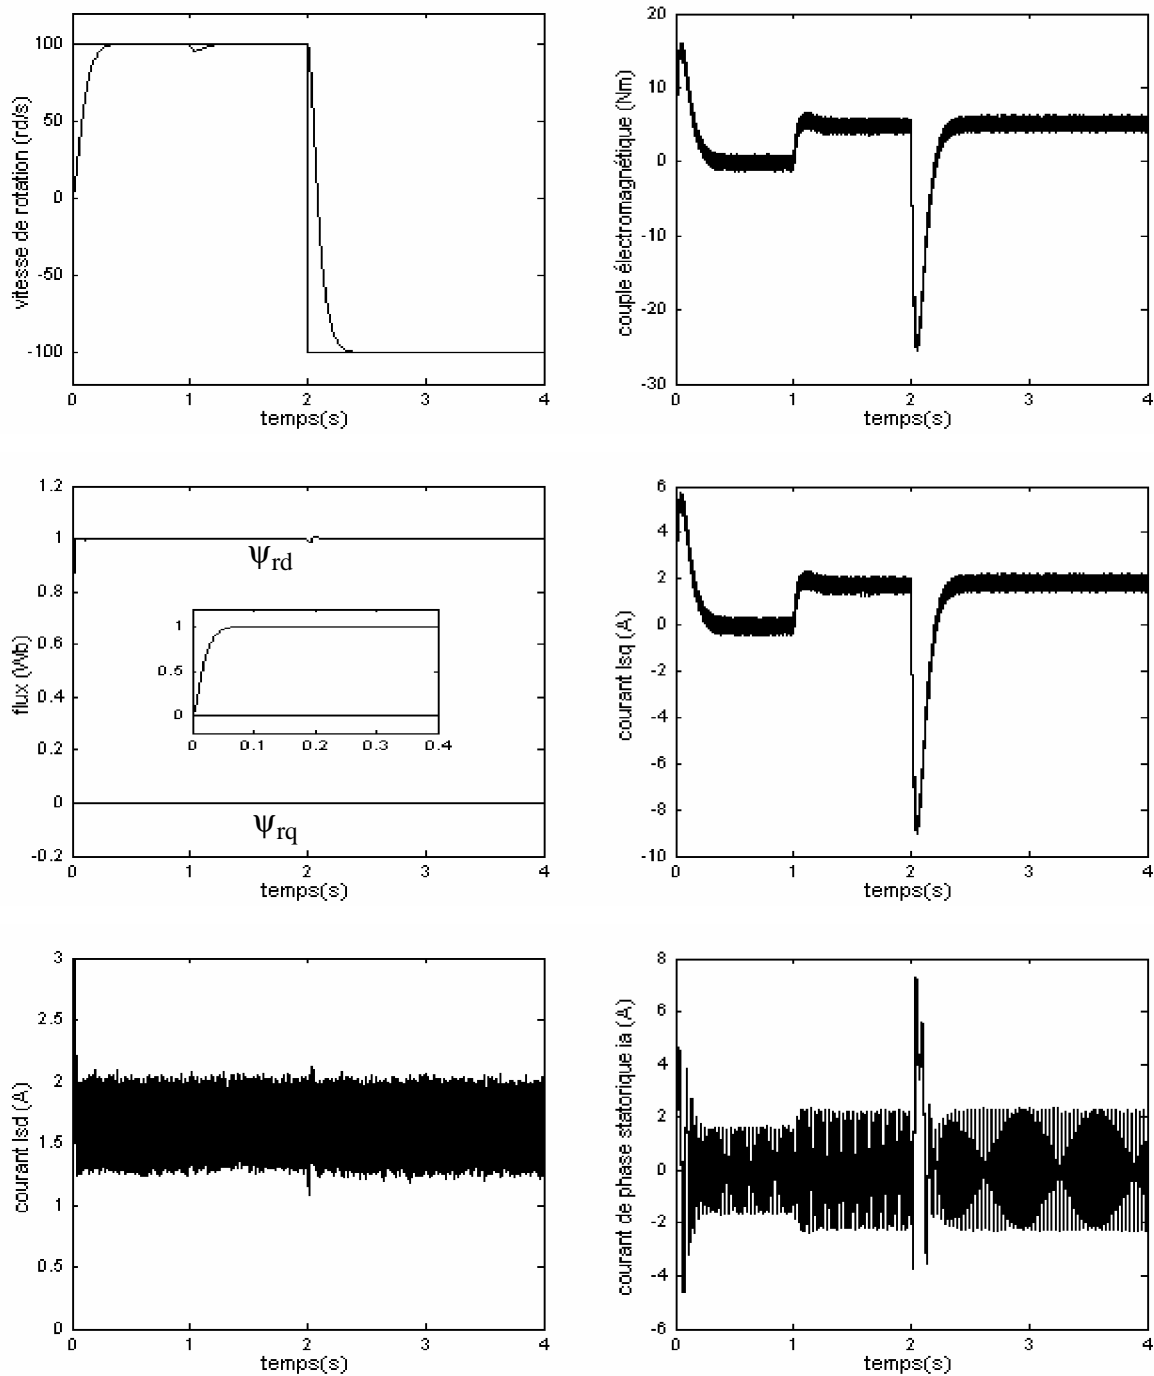 100
50
0
-50
-100
0 1 2 3 4
vitesse de rotation (rd/s)
temps(s)
20
10
0
-10
-20
-30
0 1 2 3 4
couple électromagnétique (Nm)
temps(s)
1.2
1
0.8
0.6
0.4
0.2
0
-0.2
0 1 2 3 4
flux (Wb)
temps(s)
Ψrd
1
0.5
0
0 0.1 0.2 0.3 0.4
Ψrq
6
4
2
0
-2
-4
-6
-8
-10
0 1 2 3 4
courant Isq (A)
temps(s)
3
2.5
2
1.5
1
0.5
0
0 1 2 3 4
courant Isd (A)
temps(s)
8
6
4
2
0
-2
-4
-6
0 1 2 3 4
courant de phase statorique ia (A)
temps(s)